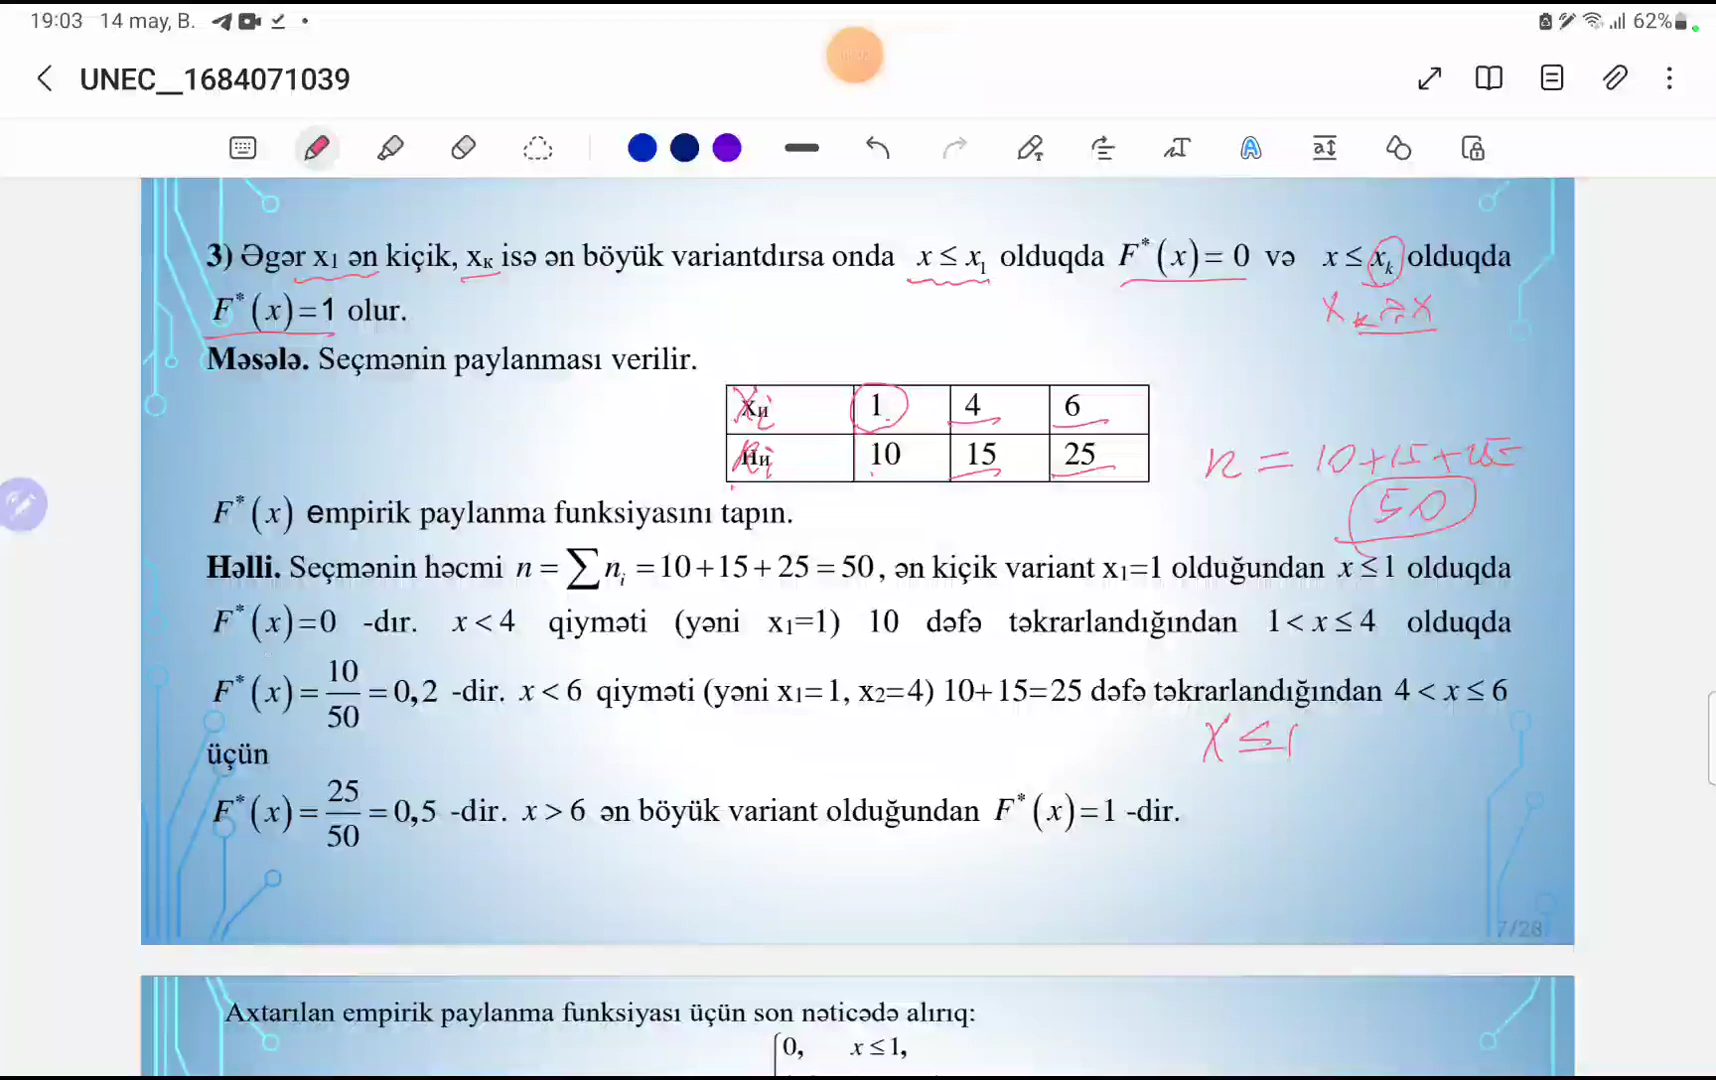 19:03 14 may, B.
62%
UNEC__1684071039
3) Əgər x1 ən kiçik, xк isə ən böyük variantdırsa onda x ≤ x₁ olduqda F*(x)= 0 və x ≤ xₖ olduqda
xₖ ≥ x
F*(x)=1 olur.
Məsələ. Seçmənin paylanması verilir.
Xи xi 1 4 6
Ни ni 10 15 25
n = 10+15+25=
50
F*(x) empirik paylanma funksiyasını tapın.
Həlli. Seçmənin həcmi n = ∑ nᵢ =10+15+25 = 50, ən kiçik variant x1=1 olduğundan x ≤ 1 olduqda
F*(x)=0 -dır. x < 4 qiyməti (yəni x1=1) 10 dəfə təkrarlandığından 1 < x ≤ 4 olduqda
F*(x) = 10/50 = 0,2 -dir. x < 6 qiyməti (yəni x1=1, x2=4) 10+15=25 dəfə təkrarlandığından 4 < x ≤ 6
x ≤ 1
üçün
F*(x) = 25/50 = 0,5 -dir. x > 6 ən böyük variant olduğundan F*(x)=1 -dir.
7/28
Axtarılan empirik paylanma funksiyası üçün son nəticədə alırıq:
0, x ≤ 1,